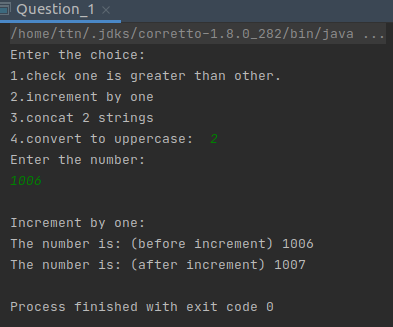 Question_1 ×
/home/ttn/.jdks/corretto-1.8.0_282/bin/java ...
Enter the choice:
1.check one is greater than other.
2.increment by one
3.concat 2 strings
4.convert to uppercase:  2
Enter the number:
1006
Increment by one:
The number is: (before increment) 1006
The number is: (after increment) 1007
Process finished with exit code 0